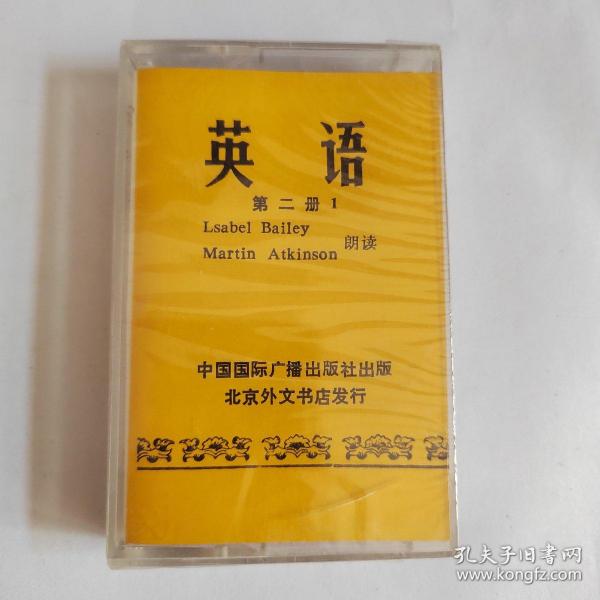 英语
第二册 1
Lsabel Bailey
Martin Atkinson 朗读
中国国际广播出版社出版
北京外文书店发行
孔夫子旧书网
www.kongfz.com